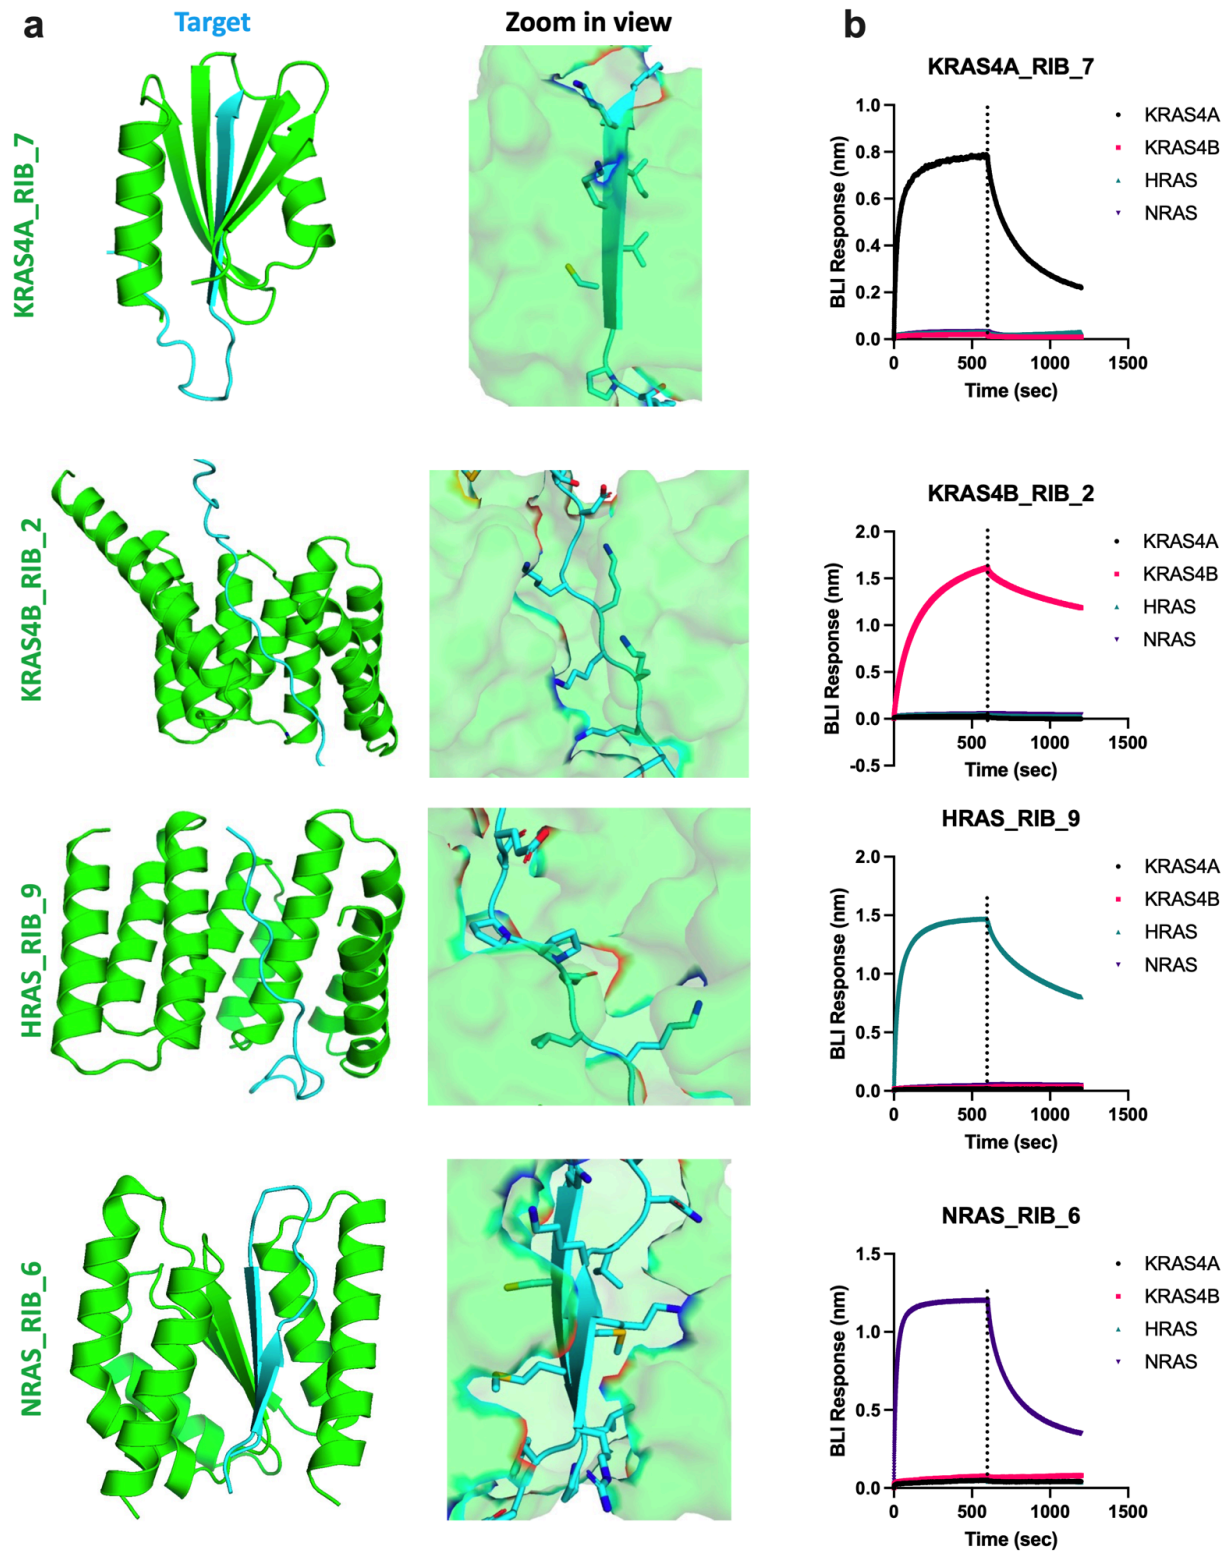 a
Target
Zoom in view
b
KRAS4A_RIB_7
KRAS4A_RIB_7
BLI Response (nm)
1.0
0.8
0.6
0.4
0.2
0.0
0
500
1000
1500
Time (sec)
KRAS4A
KRAS4B
HRAS
NRAS
KRAS4B_RIB_2
KRAS4B_RIB_2
BLI Response (nm)
2.0
1.5
1.0
0.5
0.0
-0.5
500
1000
1500
Time (sec)
KRAS4A
KRAS4B
HRAS
NRAS
HRAS_RIB_9
HRAS_RIB_9
BLI Response (nm)
2.0
1.5
1.0
0.5
0.0
0
500
1000
1500
Time (sec)
KRAS4A
KRAS4B
HRAS
NRAS
NRAS_RIB_6
NRAS_RIB_6
BLI Response (nm)
1.5
1.0
0.5
0.0
0
500
1000
1500
Time (sec)
KRAS4A
KRAS4B
HRAS
NRAS